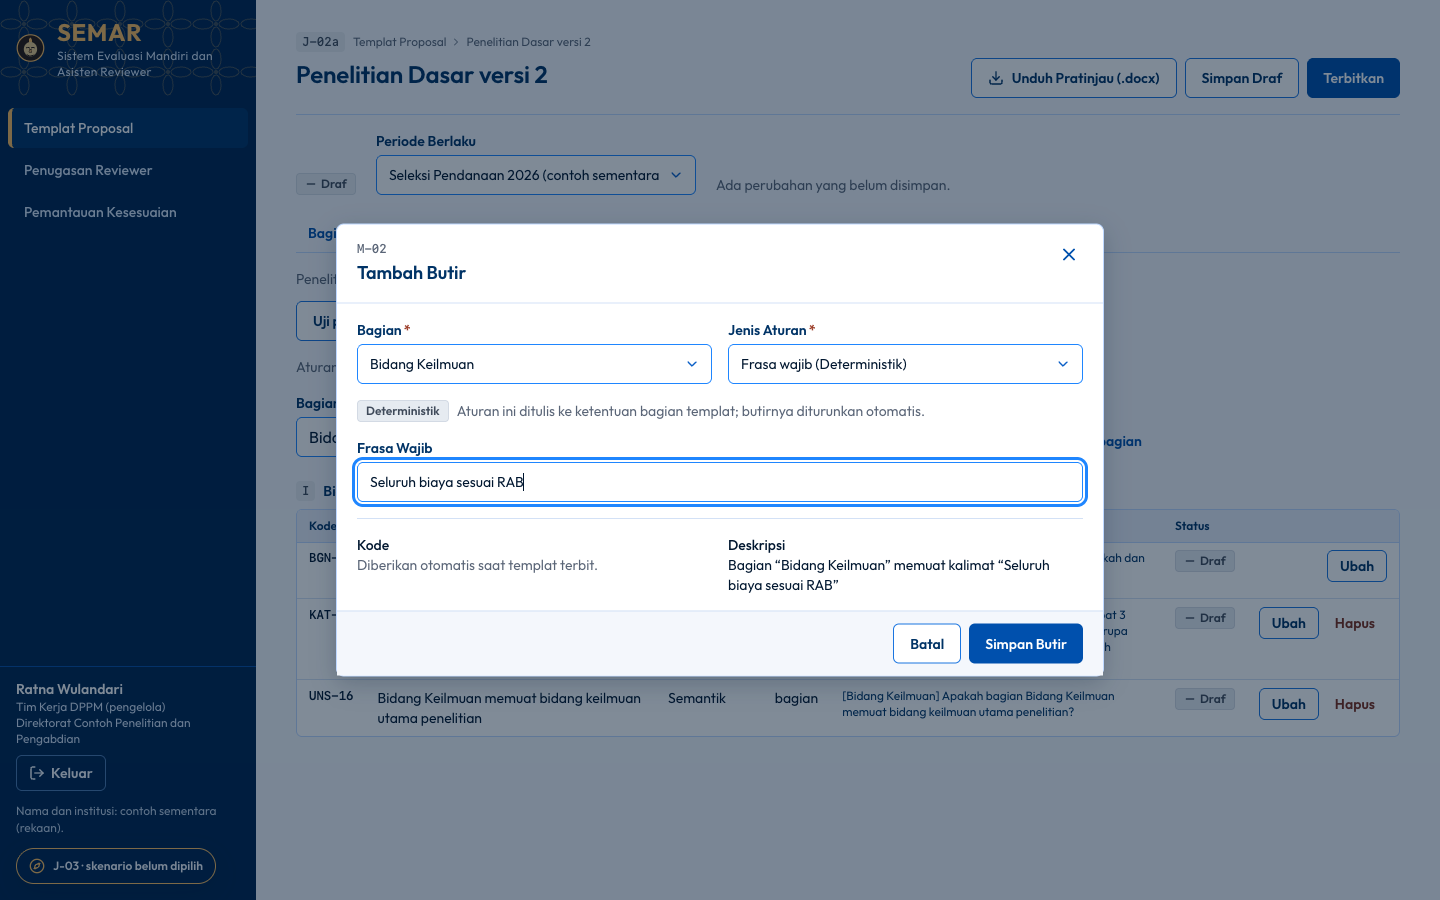 SEMAR
Sistem Evaluasi Mandiri dan
Asisten Reviewer
Templat Proposal
Penugasan Reviewer
Pemantauan Kesesuaian
Ratna Wulandari
Tim Kerja DPPM (pengelola)
Direktorat Contoh Penelitian dan
Pengabdian
Keluar
Nama dan institusi: contoh sementara
(rekaan).
J-03 · skenario belum dipilih
J-02a Templat Proposal > Penelitian Dasar versi 2
Penelitian Dasar versi 2
Unduh Pratinjau (.docx) Simpan Draf Terbitkan
Periode Berlaku
— Draf Seleksi Pendanaan 2026 (contoh sementara Ada perubahan yang belum disimpan.
M-02
Tambah Butir
Bagian * Jenis Aturan *
Bidang Keilmuan Frasa wajib (Deterministik)
Deterministik Aturan ini ditulis ke ketentuan bagian templat; butirnya diturunkan otomatis.
Frasa Wajib
Seluruh biaya sesuai RAB
Kode Deskripsi
Diberikan otomatis saat templat terbit. Bagian “Bidang Keilmuan” memuat kalimat “Seluruh
biaya sesuai RAB”
Batal Simpan Butir
Uji
Aturan
bagian
I
Kode Status
BGN- — Draf Ubah
KAT- — Draf Ubah Hapus
UNS-16 Bidang Keilmuan memuat bidang keilmuan Semantik bagian [Bidang Keilmuan] Apakah bagian Bidang Keilmuan — Draf Ubah Hapus
utama penelitian memuat bidang keilmuan utama penelitian?